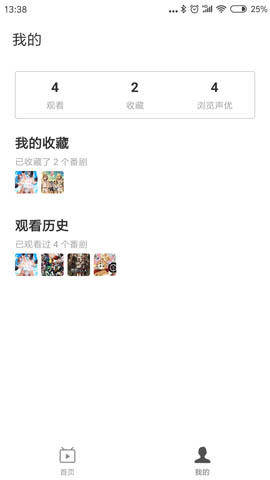 13:38
25%
我的
4 2 4
观看 收藏 浏览声优
我的收藏
已收藏了 2 个番剧
观看历史
已观看过 4 个番剧
首页 我的